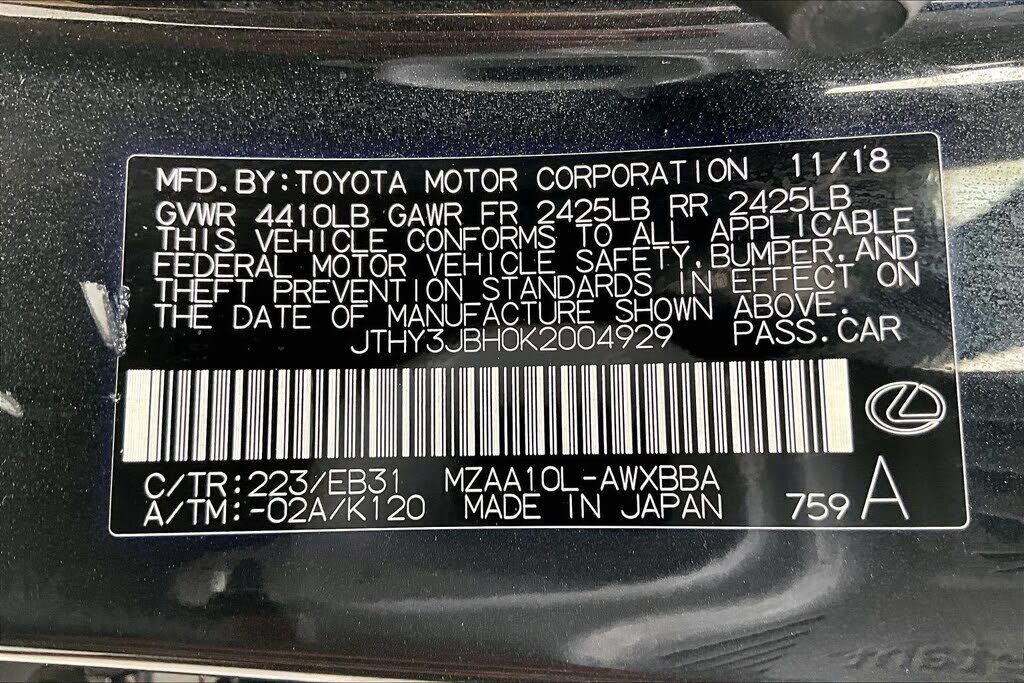 MFD.BY:TOYOTA MOTOR CORPORATION 11/18
GVWR 4410LB GAWR FR 2425LB RR 2425LB
THIS VEHICLE CONFORMS TO ALL APPLICABLE
FEDERAL MOTOR VEHICLE SAFETY,BUMPER,AND
THEFT PREVENTION STANDARDS IN EFFECT ON
THE DATE OF MANUFACTURE SHOWN ABOVE.
JTHY3JBH0K2004929 PASS.CAR
C/TR:223/EB31 MZAA10L-AWXBBA
A/TM:-02A/K120 MADE IN JAPAN 759 A